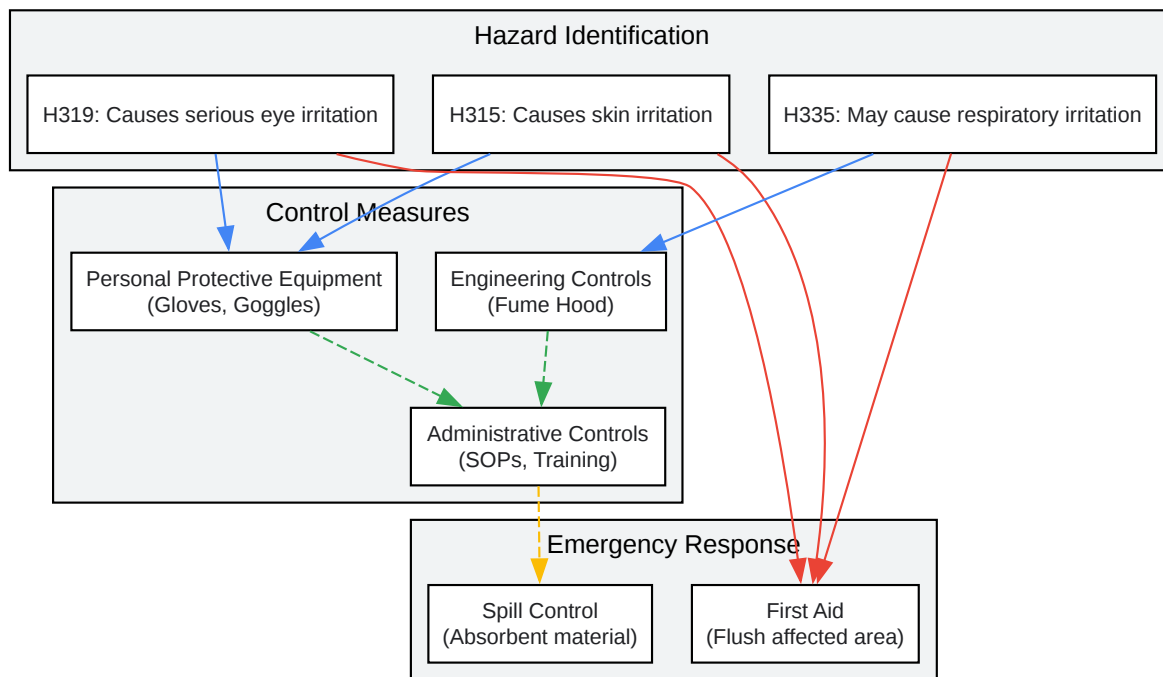 Hazard Identification
H319: Causes serious eye irritation
H315: Causes skin irritation
H335: May cause respiratory irritation
Control Measures
Personal Protective Equipment
(Gloves, Goggles)
Engineering Controls
(Fume Hood)
Administrative Controls
(SOPs, Training)
Emergency Response
Spill Control
(Absorbent material)
First Aid
(Flush affected area)